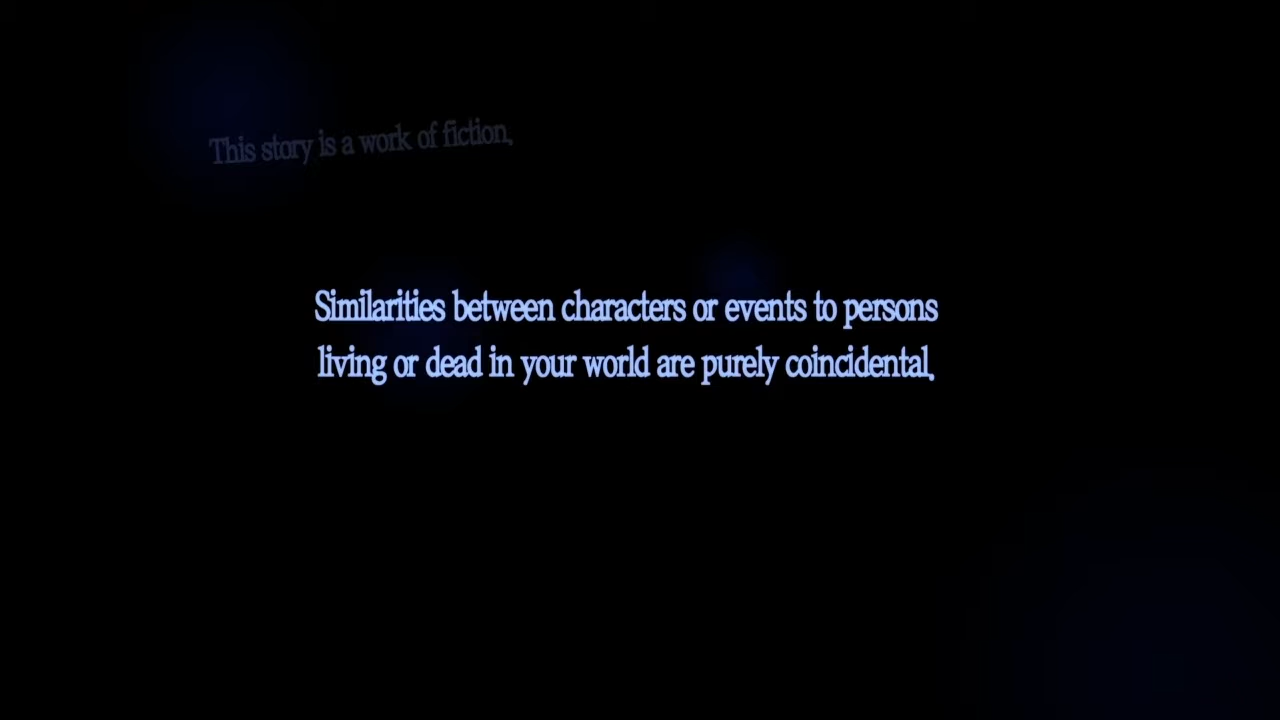 This story is a work of fiction.
Similarities between characters or events to persons
living or dead in your world are purely coincidental.